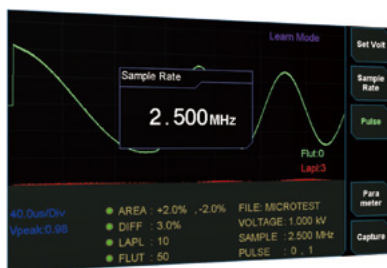 Learn Mode
Set Volt
Sample Rate
Sample
Rate
2.500MHz
Pulse
Flut:0
Lapl:3
40.0us/Div
Vpeak:0.98
AREA : +2.0% ,-2.0%
DIFF : 3.0%
LAPL : 10
FLUT : 50
FILE: MICROTEST
VOLTAGE: 1.000 kV
SAMPLE : 2.500 MHz
PULSE : 0 , 1
Para
meter
Capture